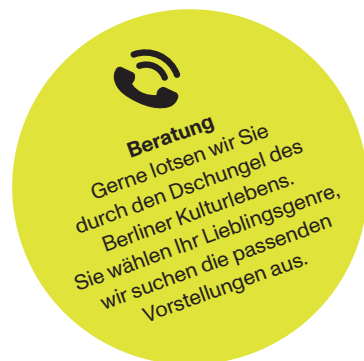 Beratung
Gerne lotsen wir Sie
durch den Dschungel des
Berliner Kulturlebens.
Sie wählen Ihr Lieblingsgenre,
wir suchen die passenden
Vorstellungen aus.